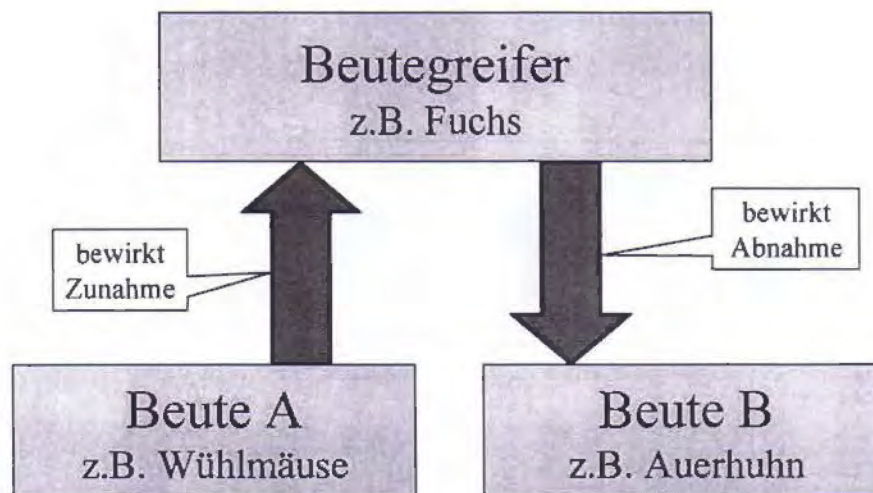 Beutegreifer
z.B. Fuchs
bewirkt
Zunahme
bewirkt
Abnahme
Beute A
z.B. Wühlmäuse
Beute B
z.B. Auerhuhn